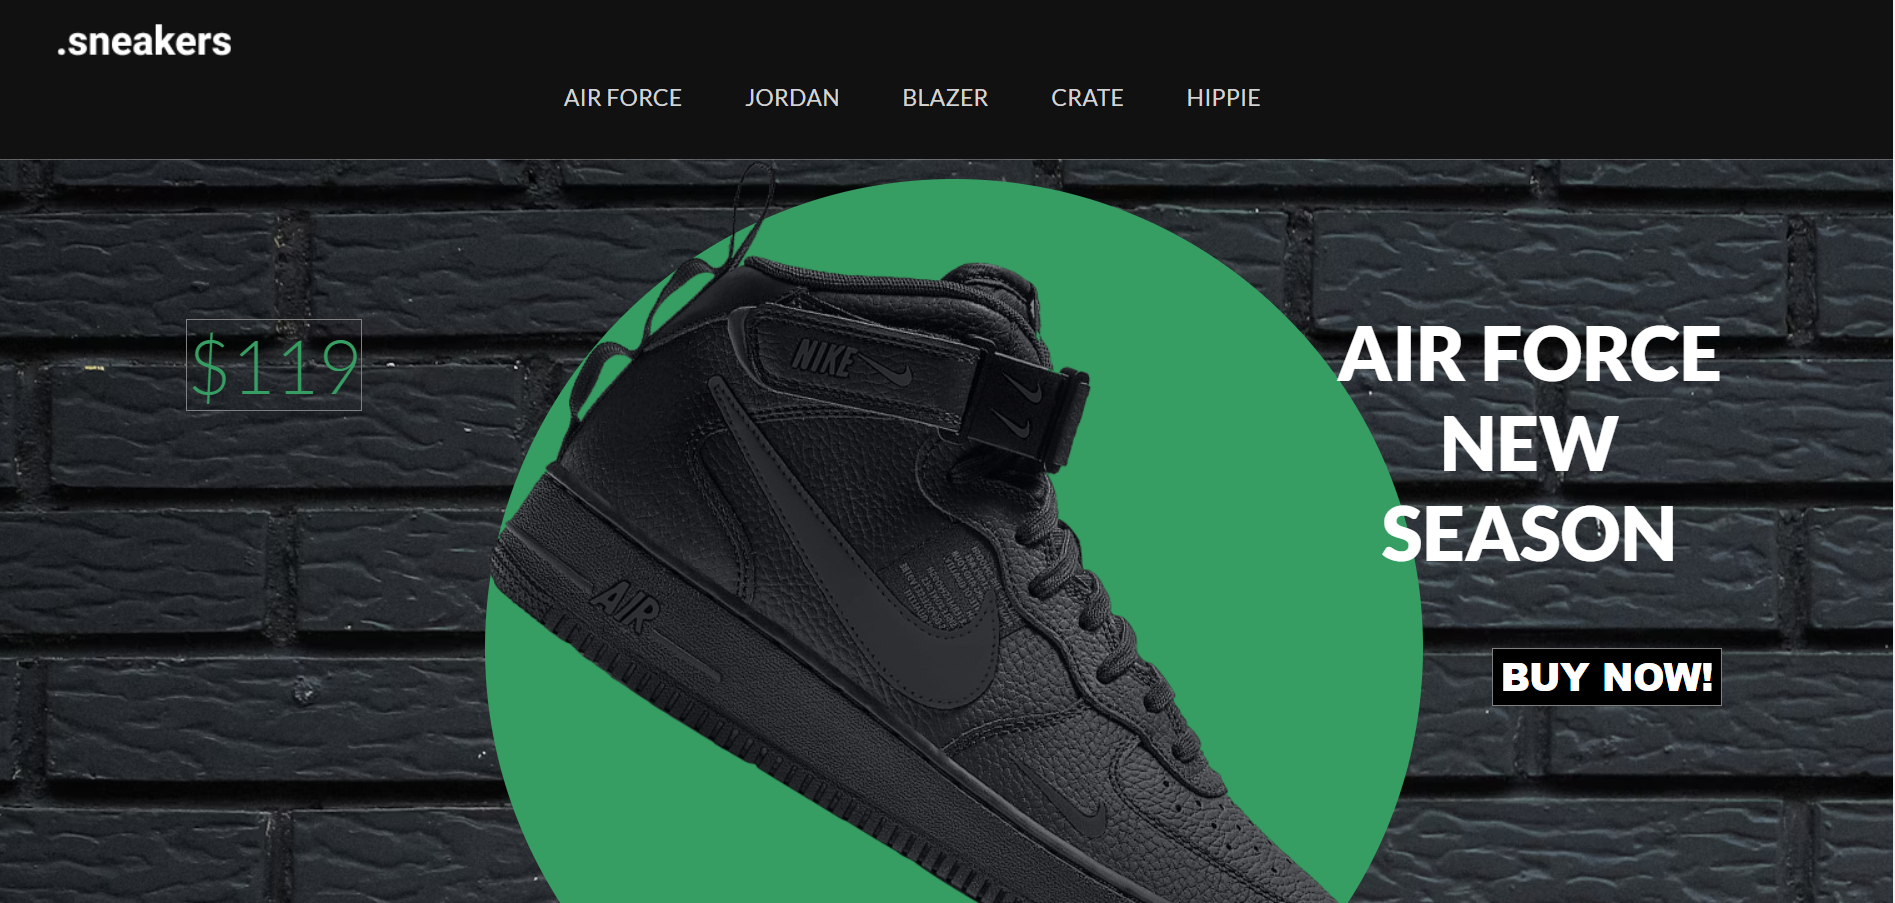 .sneakers
AIR FORCE JORDAN BLAZER CRATE HIPPIE
$119
NIKE
AIR
AIR FORCE
NEW
SEASON
BUY NOW!